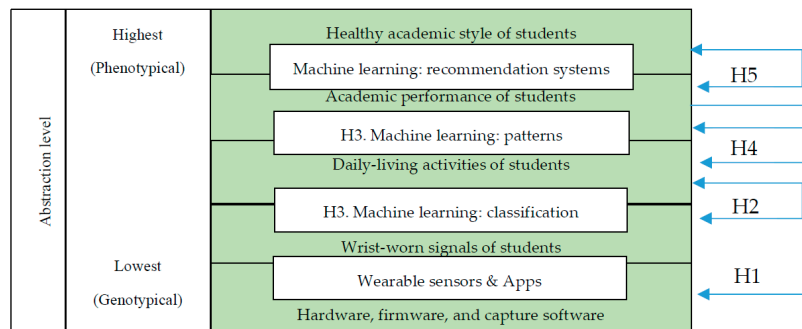 Abstraction level
Highest
(Phenotypical)
Lowest
(Genotypical)
Healthy academic style of students
Machine learning: recommendation systems
Academic performance of students
H3. Machine learning: patterns
Daily-living activities of students
H3. Machine learning: classification
Wrist-worn signals of students
Wearable sensors & Apps
Hardware, firmware, and capture software
H5
H4
H2
H1